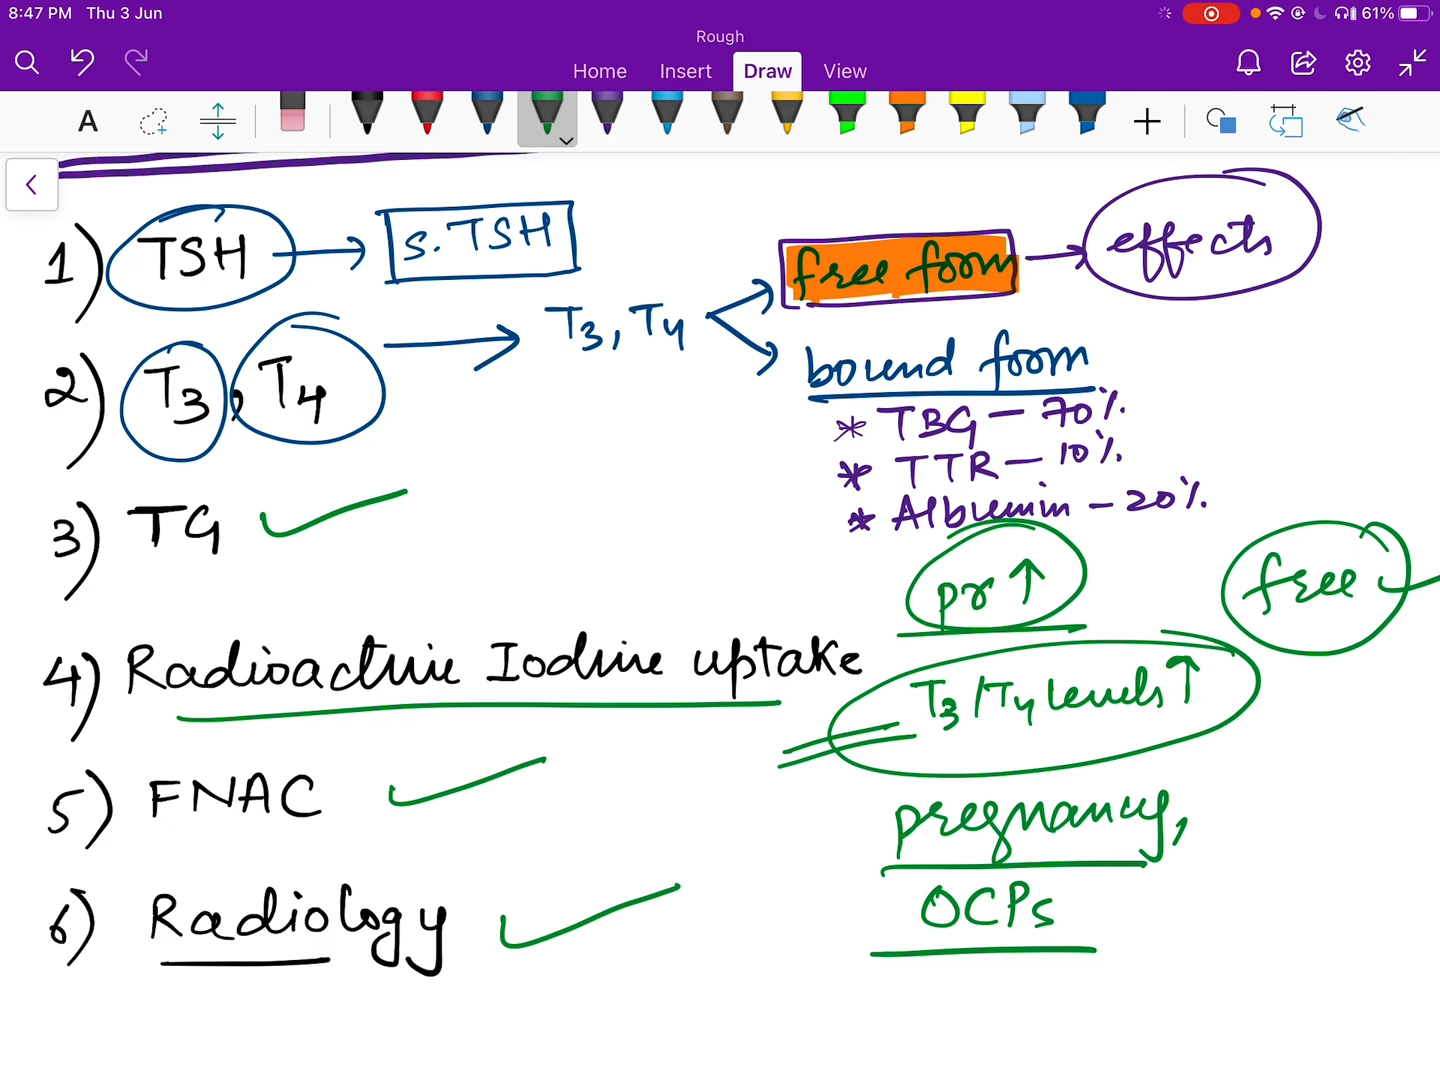 8:47 PM Thu 3 Jun
61%
Rough
Home Insert Draw View
A
1) TSH → s.TSH
free form → effects
2) T3, T4 → T3, T4
bound form
* TBG - 70%
* TTR - 10%
* Albumin - 20%
3) TG
pr ↑
free
4) Radioactive Iodine uptake
T3/T4 levels ↑
5) FNAC
pregnancy,
OCPs
6) Radiology